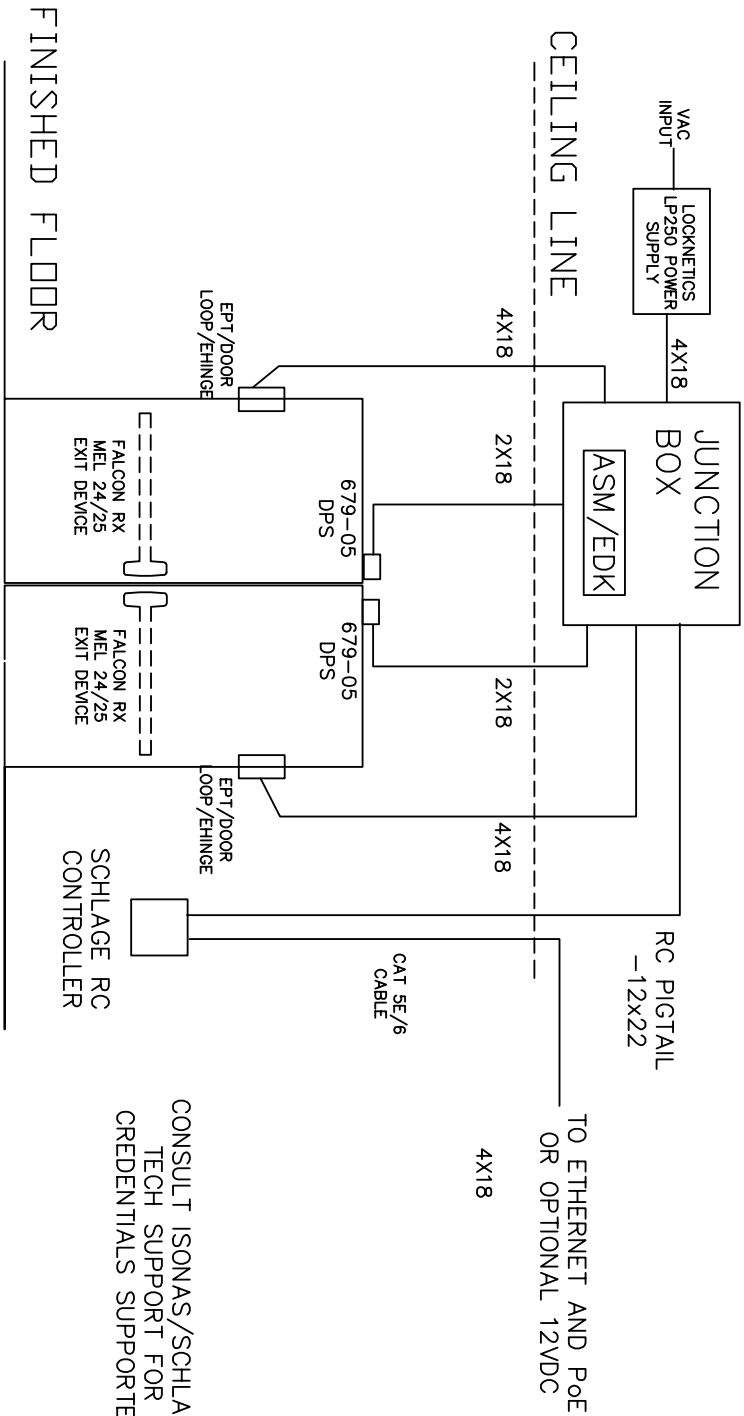 VAC
INPUT
LOCKNETICS
LP250 POWER
SUPPLY
4X18
JUNCTION
BOX
ASM/EDK
RC PIGTAIL
-12x22
TO ETHERNET AND PoE
OR OPTIONAL 12VDC
CEILING LINE
4X18
2X18
2X18
4X18
4X18
CAT 5E/6
CABLE
EPT/DOOR
LOOP/EHINGE
679-05
DPS
679-05
DPS
EPT/DOOR
LOOP/EHINGE
FALCON RX
MEL 24/25
EXIT DEVICE
FALCON RX
MEL 24/25
EXIT DEVICE
SCHLAGE RC
CONTROLLER
CONSULT ISONAS/SCHLA
TECH SUPPORT FOR
CREDENTIALS SUPPORTE
FINISHED FLOOR